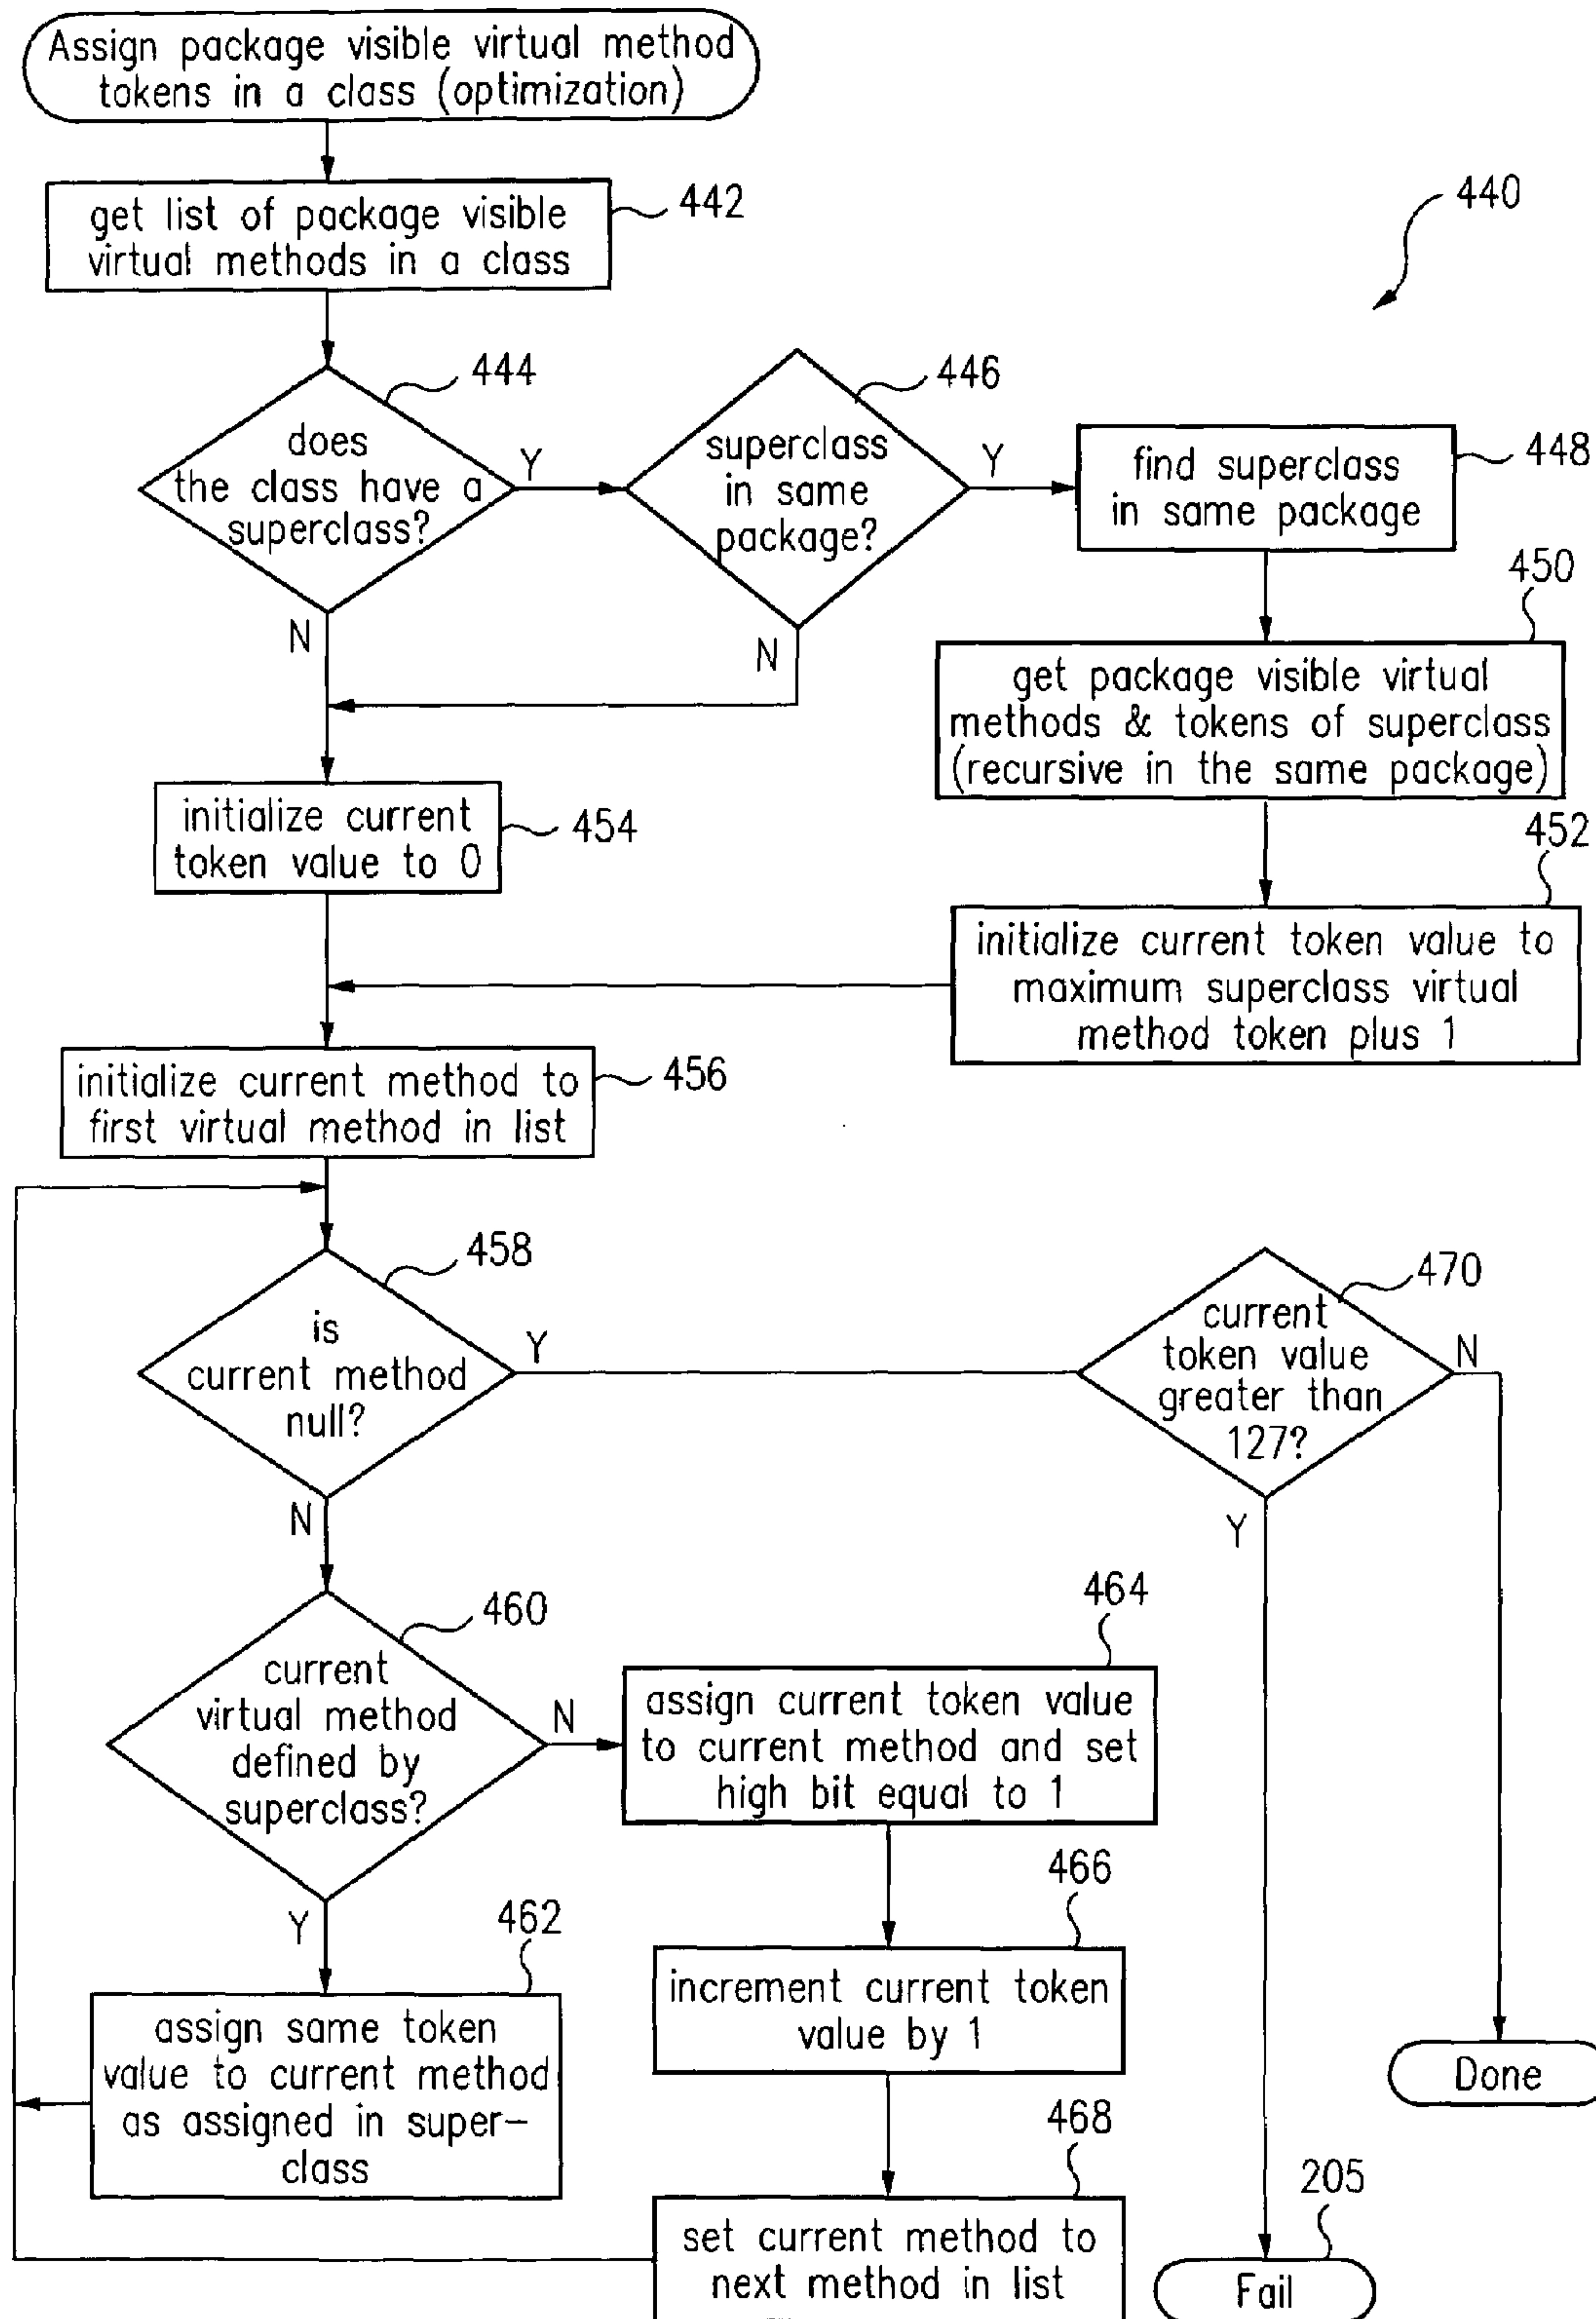 Assign package visible virtual method
tokens in a class (optimization)
get list of package visible
virtual methods in a class
442
440
does
the class have a
superclass?
444
Y
N
superclass
in same
package?
446
Y
N
find superclass
in same package
448
get package visible virtual
methods & tokens of superclass
(recursive in the same package)
450
initialize current token value to
maximum superclass virtual
method token plus 1
452
initialize current
token value to 0
454
initialize current method to
first virtual method in list
456
is
current method
null?
458
Y
N
current
token value
greater than
127?
470
N
Y
current
virtual method
defined by
superclass?
460
N
Y
assign current token value
to current method and set
high bit equal to 1
464
increment current token
value by 1
466
assign same token
value to current method
as assigned in super-
class
462
set current method to
next method in list
468
Done
Fail
205